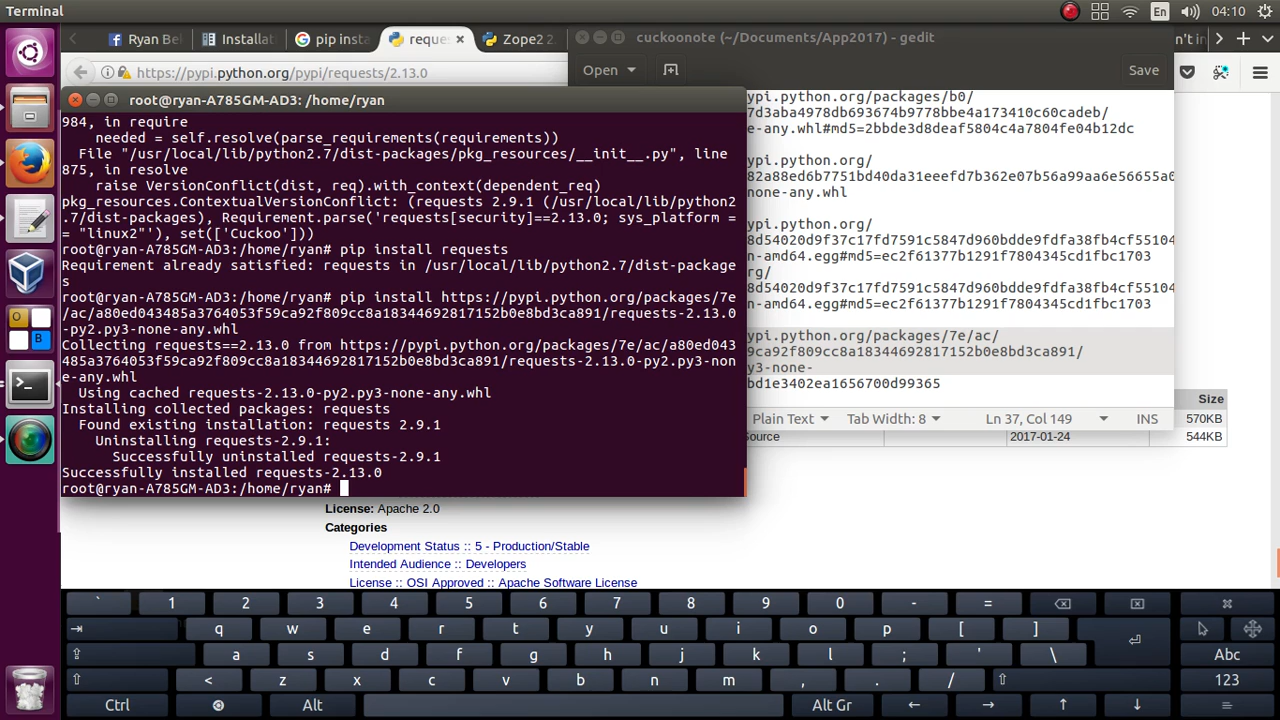 Terminal
En
04:10
Ryan Be
Installat
pip insta
reque
Zope2 2.
n't in
https://pypi.python.org/pypi/requests/2.13.0
cuckoonote (~/Documents/App2017) - gedit
Open
Save
root@ryan-A785GM-AD3: /home/ryan
984, in require
needed = self.resolve(parse_requirements(requirements))
File "/usr/local/lib/python2.7/dist-packages/pkg_resources/__init__.py", line
875, in resolve
raise VersionConflict(dist, req).with_context(dependent_req)
pkg_resources.ContextualVersionConflict: (requests 2.9.1 (/usr/local/lib/python2
.7/dist-packages), Requirement.parse('requests[security]==2.13.0; sys_platform =
= "linux2"'), set(['Cuckoo']))
root@ryan-A785GM-AD3:/home/ryan# pip install requests
Requirement already satisfied: requests in /usr/local/lib/python2.7/dist-package
s
root@ryan-A785GM-AD3:/home/ryan# pip install https://pypi.python.org/packages/7e
/ac/a80ed043485a3764053f59ca92f809cc8a18344692817152b0e8bd3ca891/requests-2.13.0
-py2.py3-none-any.whl
Collecting requests==2.13.0 from https://pypi.python.org/packages/7e/ac/a80ed043
485a3764053f59ca92f809cc8a18344692817152b0e8bd3ca891/requests-2.13.0-py2.py3-non
e-any.whl
Using cached requests-2.13.0-py2.py3-none-any.whl
Installing collected packages: requests
Found existing installation: requests 2.9.1
Uninstalling requests-2.9.1:
Successfully uninstalled requests-2.9.1
Successfully installed requests-2.13.0
root@ryan-A785GM-AD3:/home/ryan#
ypi.python.org/packages/b0/
7d3aba4978db693674b9778bbe4a173410c60cadeb/
e-any.whl#md5=2bbde3d8deaf5804c4a7804fe04b12dc
ypi.python.org/
82a88ed6b7751bd40da31eeefd7b362e07b56a99aa6e56655a0
none-any.whl
ypi.python.org/
8d54020d9f37c17fd7591c5847d960bdde9fdfa38fb4cf55104
n-amd64.egg#md5=ec2f61377b1291f7804345cd1fbc1703
rg/
8d54020d9f37c17fd7591c5847d960bdde9fdfa38fb4cf55104
n-amd64.egg#md5=ec2f61377b1291f7804345cd1fbc1703
ypi.python.org/packages/7e/ac/
9ca92f809cc8a18344692817152b0e8bd3ca891/
y3-none-
bd1e3402ea1656700d99365
Plain Text
Tab Width: 8
Ln 37, Col 149
INS
Size
570KB
ource
2017-01-24
544KB
License: Apache 2.0
Categories
Development Status :: 5 - Production/Stable
Intended Audience :: Developers
License :: OSI Approved :: Apache Software License
O
B
` 1 2 3 4 5 6 7 8 9 0 - =
q w e r t y u i o p [ ]
a s d f g h j k l ; ' \
Abc
< z x c v b n m , . /
123
Ctrl
Alt
Alt Gr